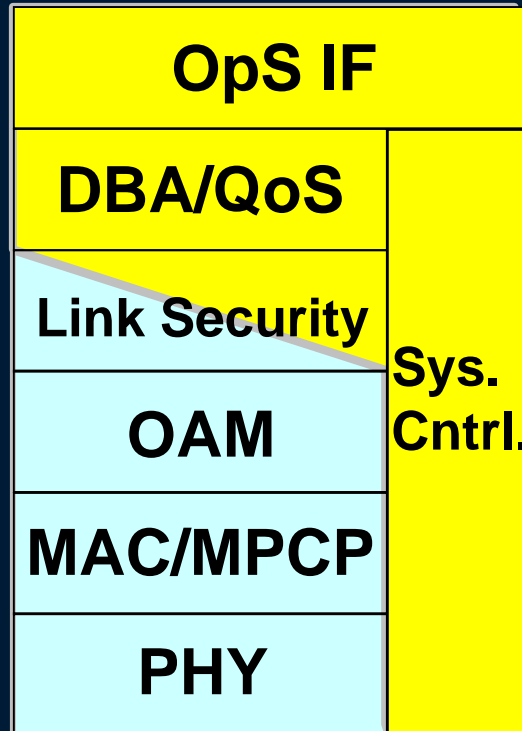 OpS IF
DBA/QoS
Link Security
Sys.
Cntrl.
OAM
MAC/MPCP
PHY